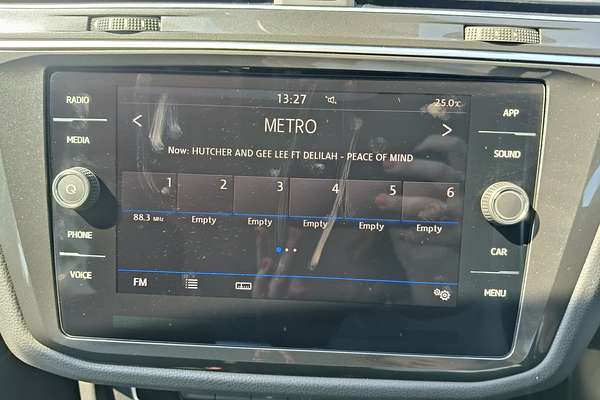 RADIO
MEDIA
PHONE
VOICE
13:27
25.0°C
METRO
Now: HUTCHER AND GEE LEE FT DELILAH - PEACE OF MIND
1 2 3 4 5 6
88.3 MHz Empty Empty Empty Empty Empty
FM
APP
SOUND
CAR
MENU